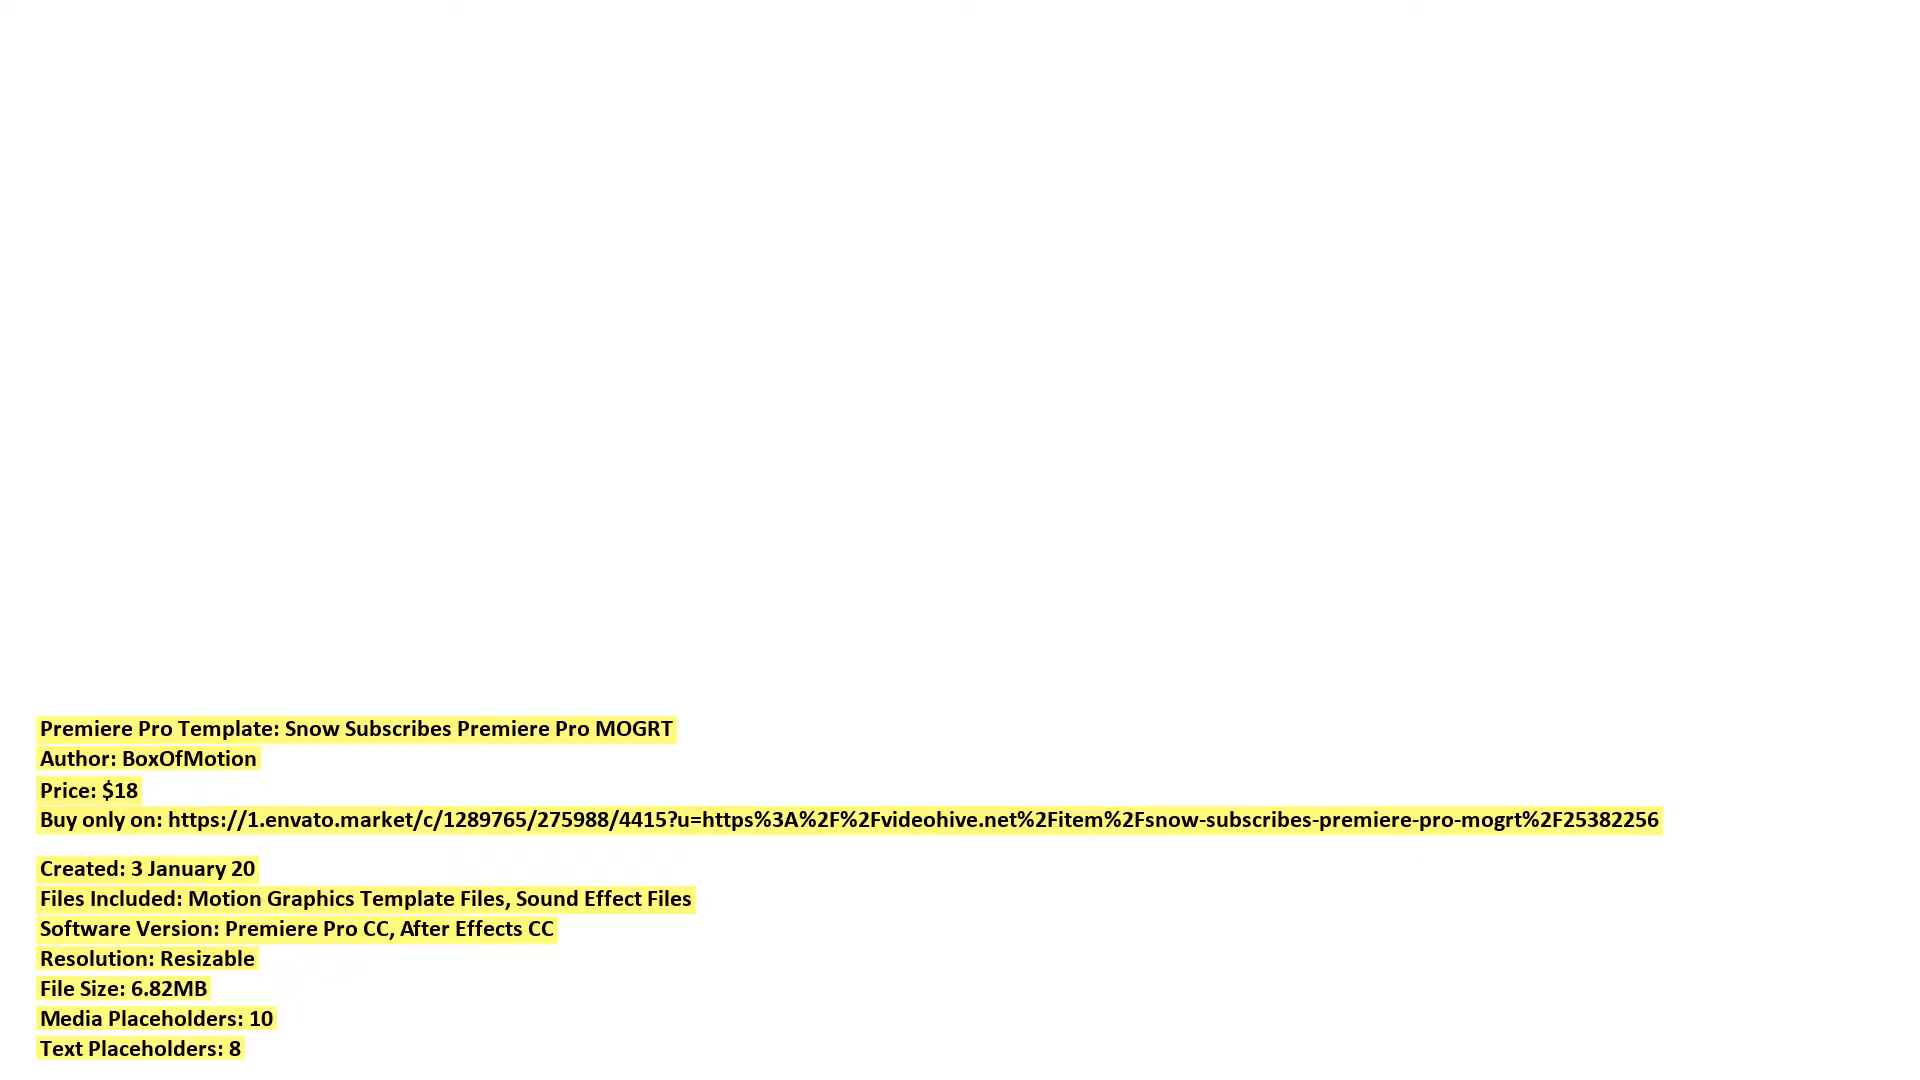 Premiere Pro Template: Snow Subscribes Premiere Pro MOGRT
Author: BoxOfMotion
Price: $18
Buy only on: https://1.envato.market/c/1289765/275988/4415?u=https%3A%2F%2Fvideohive.net%2Fitem%2Fsnow-subscribes-premiere-pro-mogrt%2F25382256
Created: 3 January 20
Files Included: Motion Graphics Template Files, Sound Effect Files
Software Version: Premiere Pro CC, After Effects CC
Resolution: Resizable
File Size: 6.82MB
Media Placeholders: 10
Text Placeholders: 8